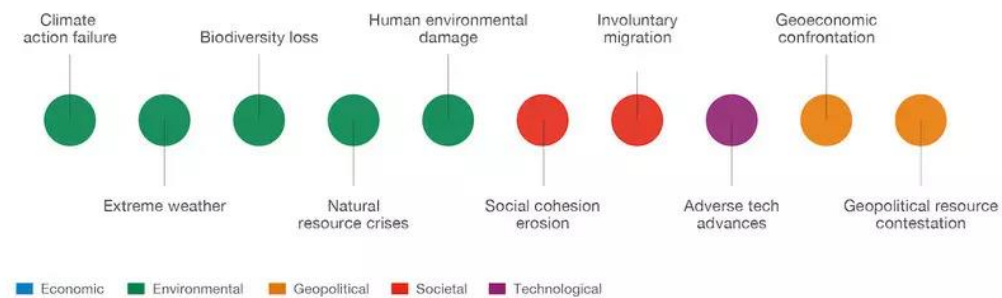 Climate
action failure
Biodiversity loss
Human environmental
damage
Involuntary
migration
Geoeconomic
confrontation
Extreme weather
Natural
resource crises
Social cohesion
erosion
Adverse tech
advances
Geopolitical resource
contestation
Economic
Environmental
Geopolitical
Societal
Technological